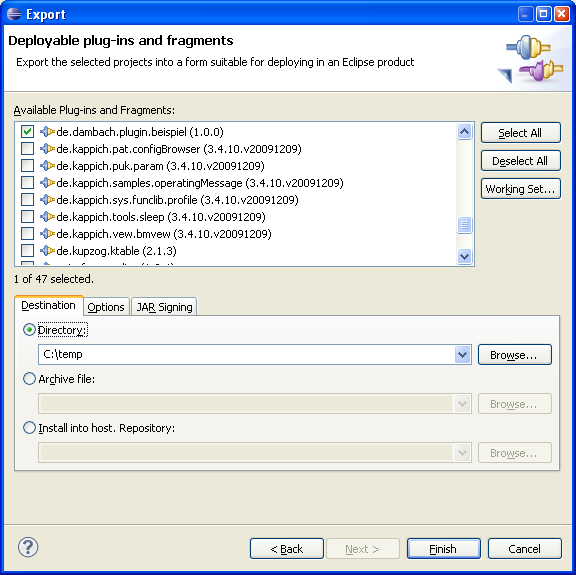 Export
Deployable plug-ins and fragments
Export the selected projects into a form suitable for deploying in an Eclipse product
Available Plug-ins and Fragments:
de.dambach.plugin.beispiel (1.0.0)
de.kappich.pat.configBrowser (3.4.10.v20091209)
de.kappich.puk.param (3.4.10.v20091209)
de.kappich.samples.operatingMessage (3.4.10.v20091209)
de.kappich.sys.funclib.profile (3.4.10.v20091209)
de.kappich.tools.sleep (3.4.10.v20091209)
de.kappich.vew.bmvew (3.4.10.v20091209)
de.kupzog.ktable (2.1.3)
Select All
Deselect All
Working Set...
1 of 47 selected.
Destination
Options
JAR Signing
Directory:
C:\temp
Browse...
Archive file:
Browse...
Install into host. Repository:
Browse...
?
< Back
Next >
Finish
Cancel